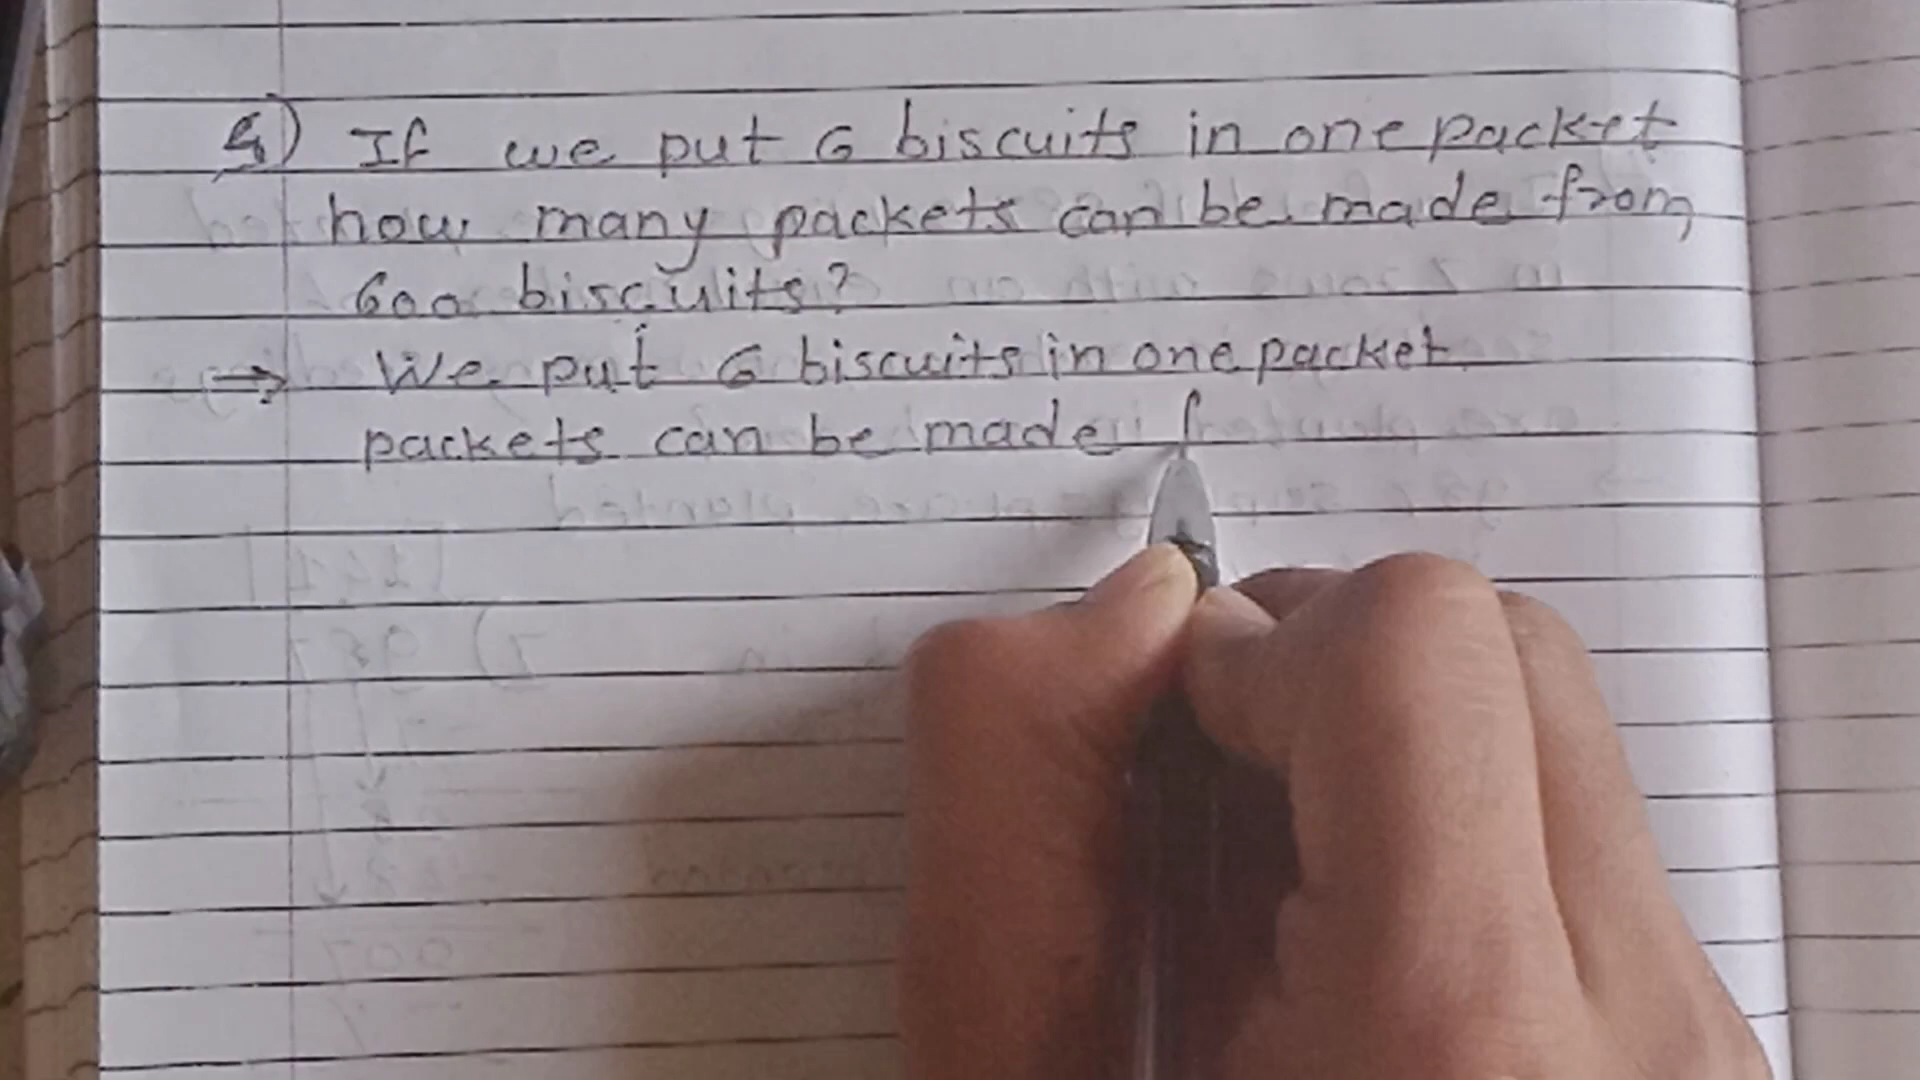 4) If we put 6 biscuits in one packet
how many packets can be made from
600 biscuits?
→ We put 6 biscuits in one packet
packets can be made f